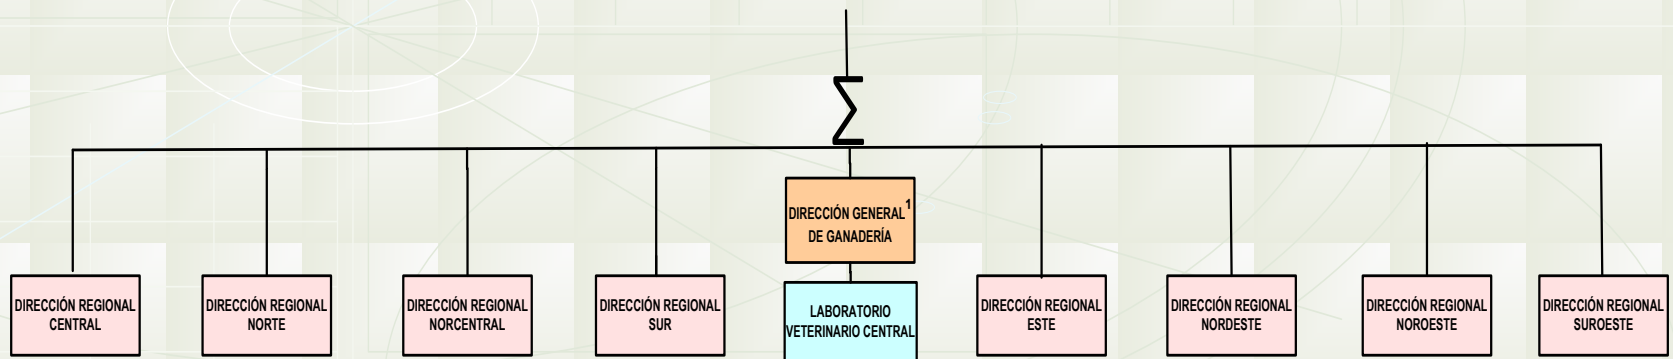 ∑
DIRECCIÓN GENERAL¹
DE GANADERÍA
DIRECCIÓN REGIONAL
CENTRAL
DIRECCIÓN REGIONAL
NORTE
DIRECCIÓN REGIONAL
NORCENTRAL
DIRECCIÓN REGIONAL
SUR
LABORATORIO
VETERINARIO CENTRAL
DIRECCIÓN REGIONAL
ESTE
DIRECCIÓN REGIONAL
NORDESTE
DIRECCIÓN REGIONAL
NOROESTE
DIRECCIÓN REGIONAL
SUROESTE